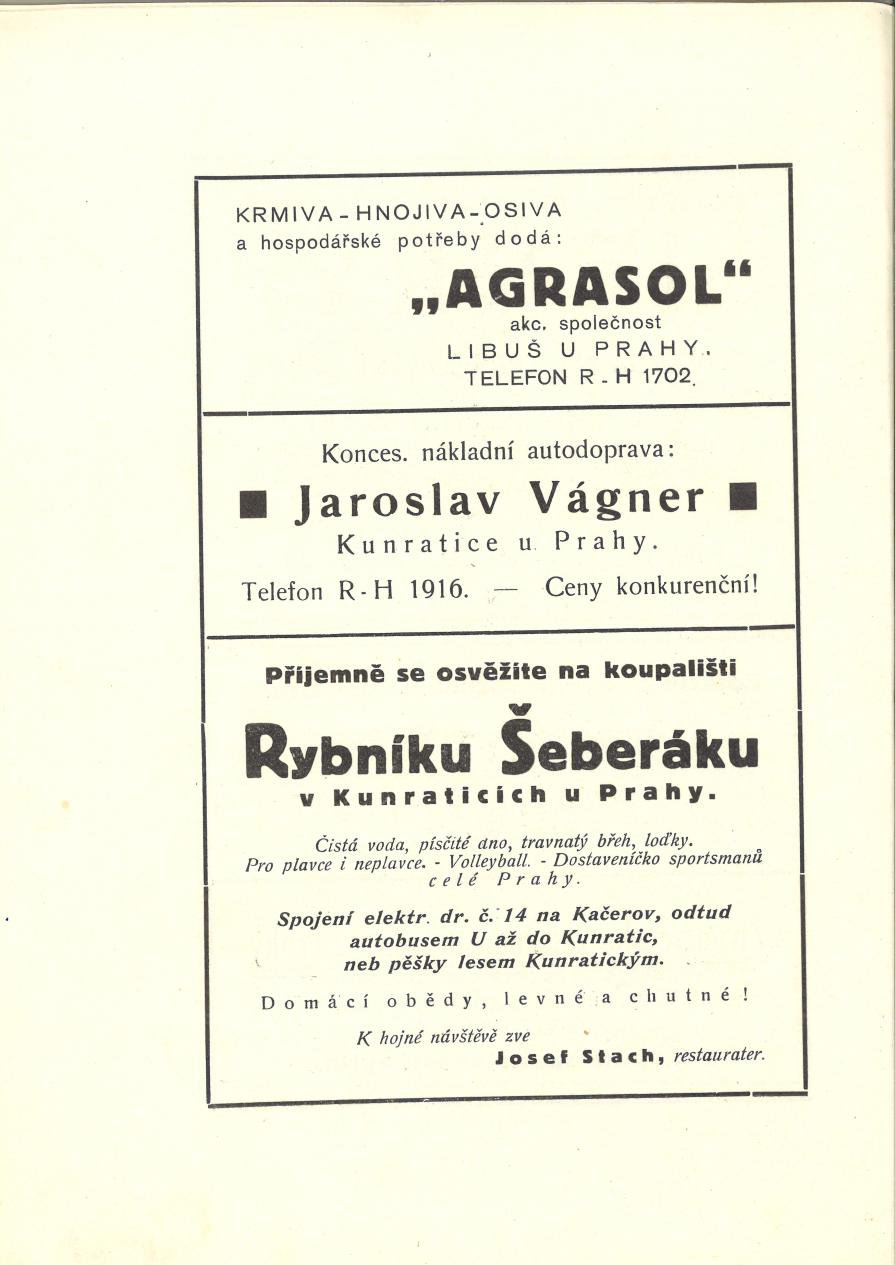 KRMIVA - HNOJIVA - OSIVA
a hospodářské potřeby dodá:
„AGRASOL“
akc. společnost
LIBUŠ U PRAHY.
TELEFON R - H 1702.
Konces. nákladní autodoprava:
■ Jaroslav Vágner ■
Kunratice u Prahy.
Telefon R - H 1916. — Ceny konkurenční!
Příjemně se osvěžíte na koupališti
Rybníku Šeberáku
v Kunraticích u Prahy.
Čistá voda, písčité dno, travnatý břeh, loďky.
Pro plavce i neplavce. - Volleyball. - Dostaveníčko sportsmanů
celé Prahy.
Spojení elektr. dr. č. 14 na Kačerov, odtud
autobusem U až do Kunratic,
neb pěšky lesem Kunratickým.
Domácí obědy, levné a chutné!
K hojné návštěvě zve
Josef Stach, restaurater.